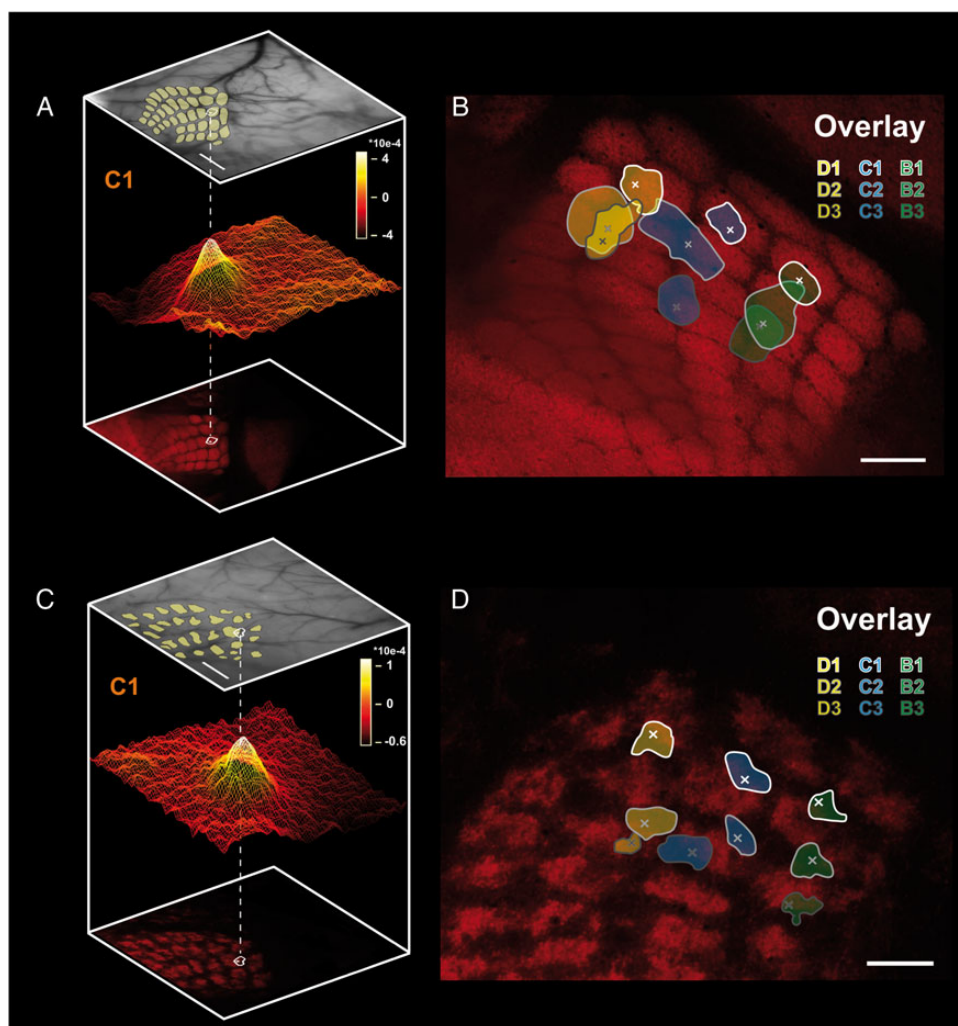 A
*10e-4
4
0
-4
C1
B
Overlay
D1 C1 B1
D2 C2 B2
D3 C3 B3
C
*10e-4
1
0
-0.6
C1
D
Overlay
D1 C1 B1
D2 C2 B2
D3 C3 B3